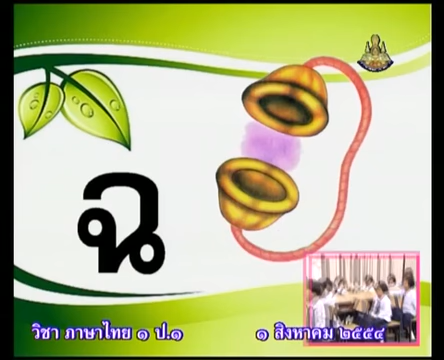 ฉ
วิชา ภาษาไทย ๑ ป.๑
๑ สิงหาคม ๒๕๕๔